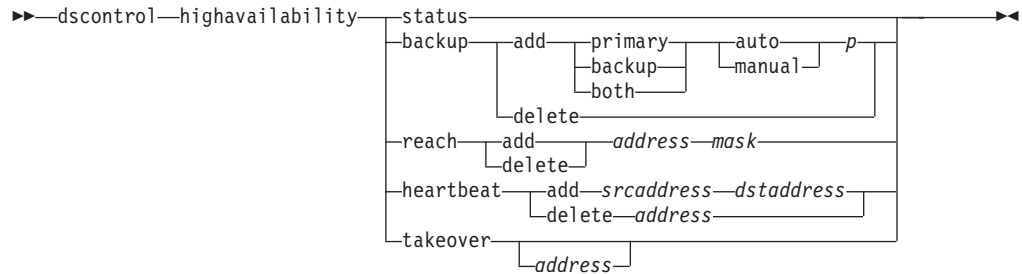 dscontrol highavailability status
backup add primary auto p
backup manual
both
delete
reach add address mask
delete
heartbeat add srcaddress dstaddress
delete address
takeover
address